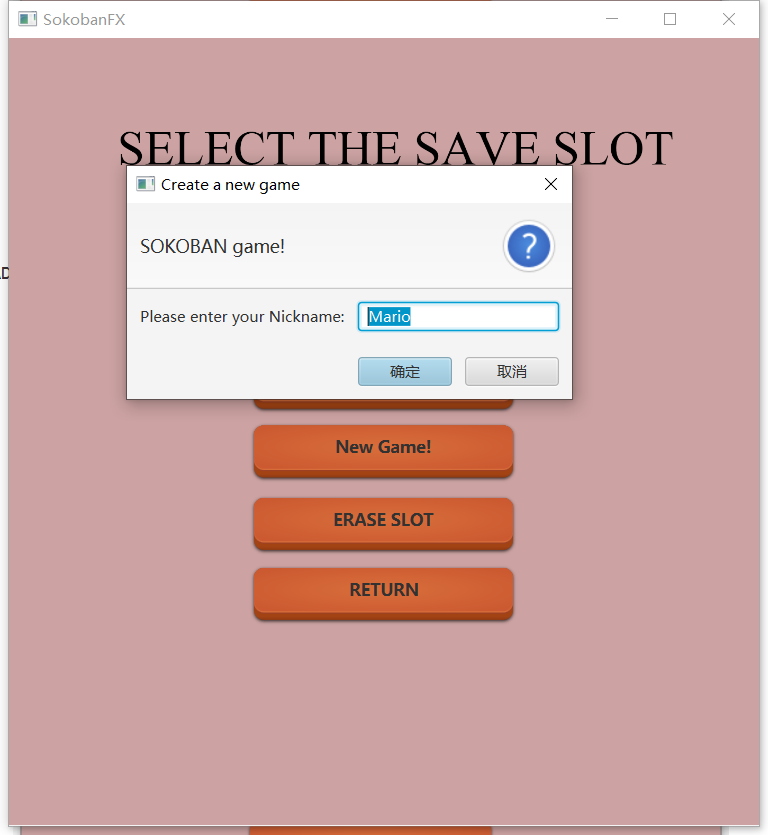 SokobanFX
SELECT THE SAVE SLOT
Create a new game
SOKOBAN game!
?
Please enter your Nickname: Mario
确定 取消
New Game!
ERASE SLOT
RETURN